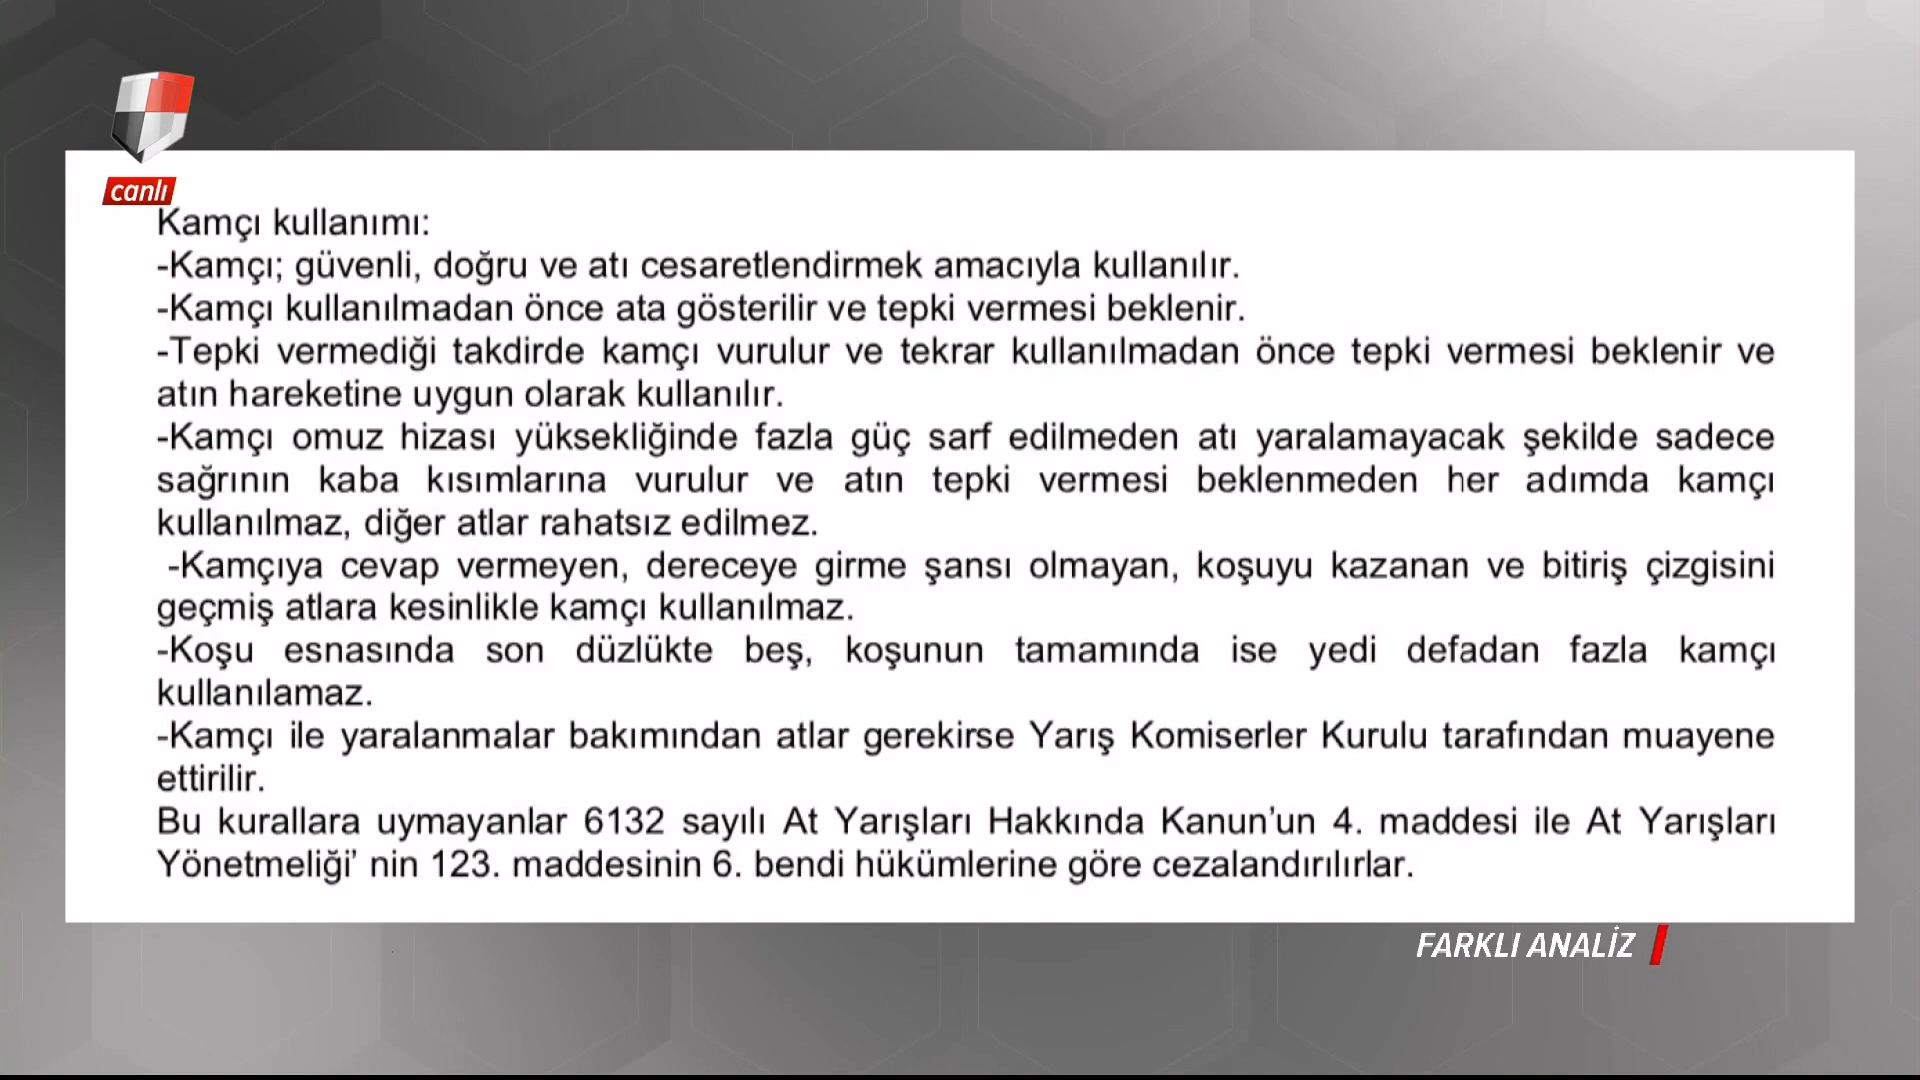 canlı
Kamçı kullanımı:
-Kamçı; güvenli, doğru ve atı cesaretlendirmek amacıyla kullanılır.
-Kamçı kullanılmadan önce ata gösterilir ve tepki vermesi beklenir.
-Tepki vermediği takdirde kamçı vurulur ve tekrar kullanılmadan önce tepki vermesi beklenir ve
atın hareketine uygun olarak kullanılır.
-Kamçı omuz hizası yüksekliğinde fazla güç sarf edilmeden atı yaralamayacak şekilde sadece
sağrının kaba kısımlarına vurulur ve atın tepki vermesi beklenmeden her adımda kamçı
kullanılmaz, diğer atlar rahatsız edilmez.
-Kamçıya cevap vermeyen, dereceye girme şansı olmayan, koşuyu kazanan ve bitiriş çizgisini
geçmiş atlara kesinlikle kamçı kullanılmaz.
-Koşu esnasında son düzlükte beş, koşunun tamamında ise yedi defadan fazla kamçı
kullanılamaz.
-Kamçı ile yaralanmalar bakımından atlar gerekirse Yarış Komiserler Kurulu tarafından muayene
ettirilir.
Bu kurallara uymayanlar 6132 sayılı At Yarışları Hakkında Kanun’un 4. maddesi ile At Yarışları
Yönetmeliği’ nin 123. maddesinin 6. bendi hükümlerine göre cezalandırılırlar.
FARKLI ANALİZ